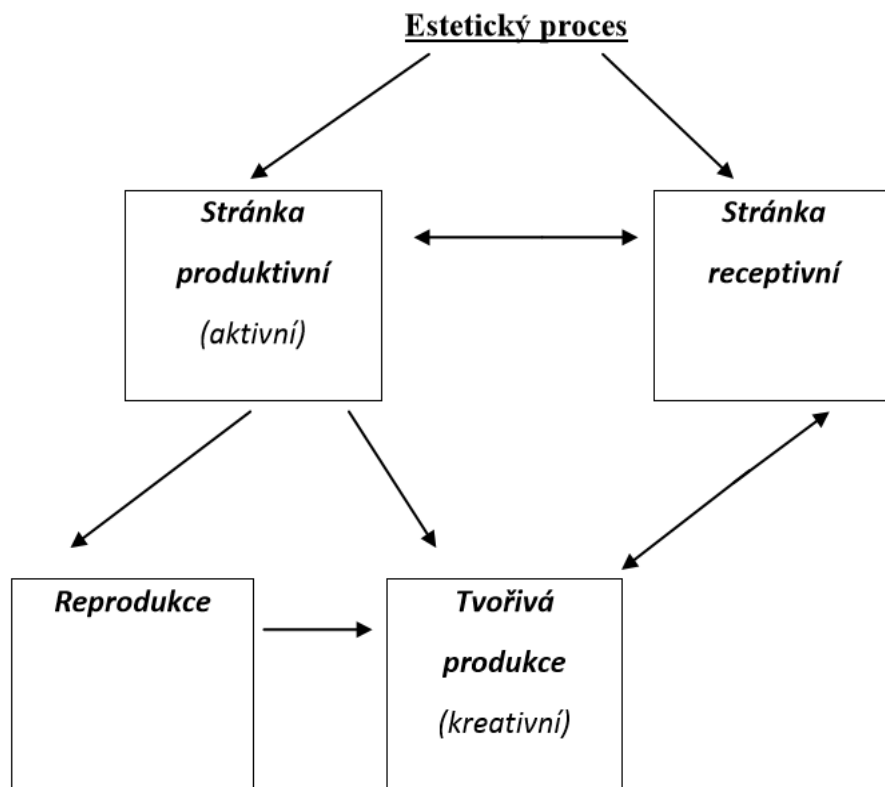 Estetický proces
Stránka
produktivní
(aktivní)
Stránka
receptivní
Reprodukce
Tvořivá
produkce
(kreativní)